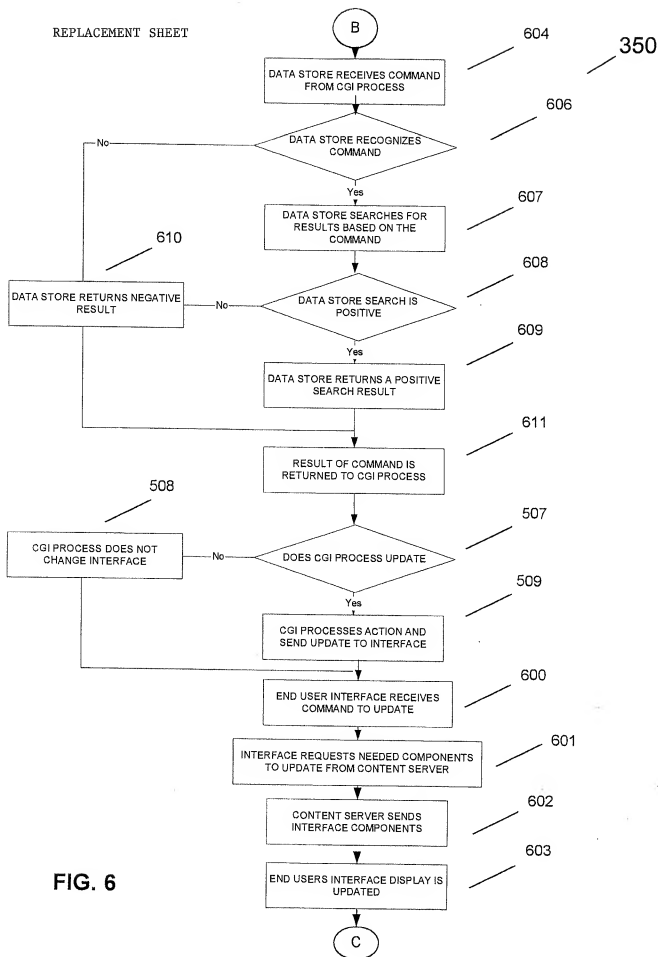 REPLACEMENT SHEET
B
604
350
DATA STORE RECEIVES COMMAND
FROM CGI PROCESS
606
DATA STORE RECOGNIZES
COMMAND
No
Yes
607
DATA STORE SEARCHES FOR
RESULTS BASED ON THE
COMMAND
610
608
DATA STORE RETURNS NEGATIVE
RESULT
No
DATA STORE SEARCH IS
POSITIVE
Yes
609
DATA STORE RETURNS A POSITIVE
SEARCH RESULT
611
RESULT OF COMMAND IS
RETURNED TO CGI PROCESS
508
507
CGI PROCESS DOES NOT
CHANGE INTERFACE
No
DOES CGI PROCESS UPDATE
Yes
509
CGI PROCESSES ACTION AND
SEND UPDATE TO INTERFACE
600
END USER INTERFACE RECEIVES
COMMAND TO UPDATE
601
INTERFACE REQUESTS NEEDED COMPONENTS
TO UPDATE FROM CONTENT SERVER
602
CONTENT SERVER SENDS
INTERFACE COMPONENTS
603
END USERS INTERFACE DISPLAY IS
UPDATED
FIG. 6
C